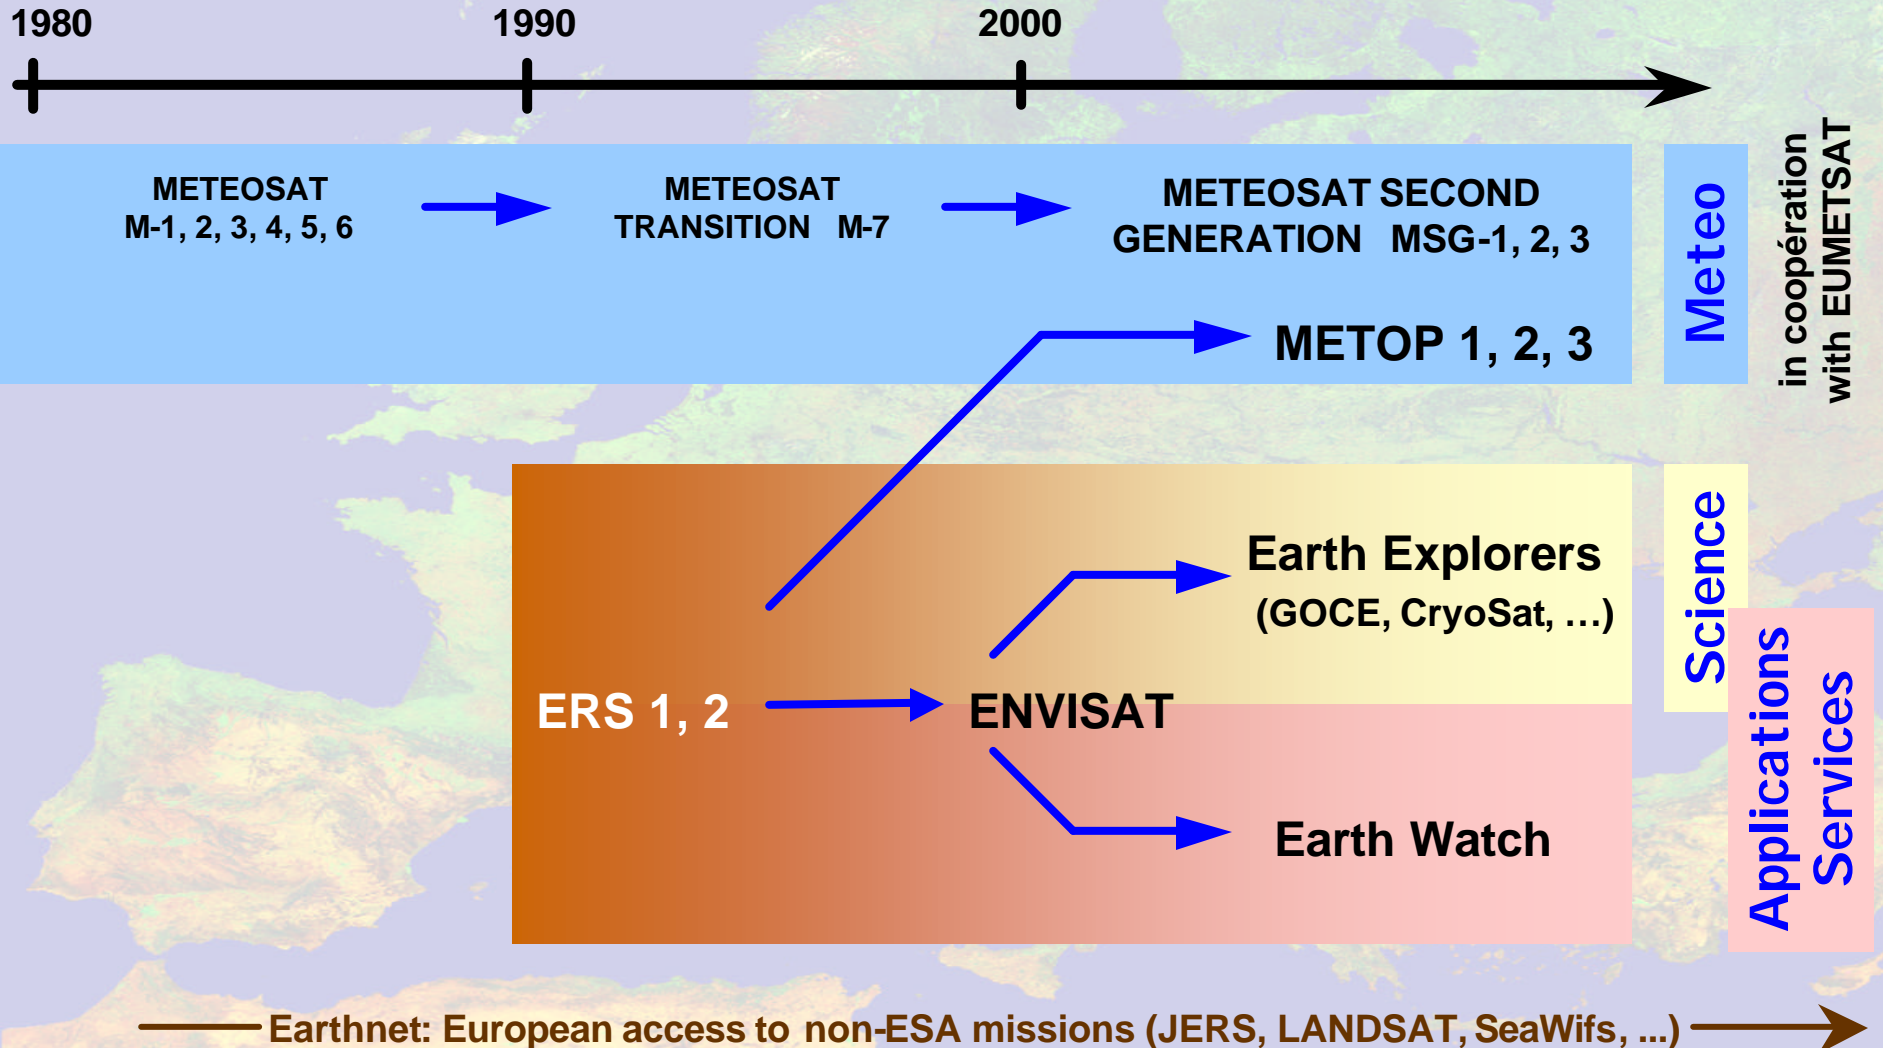 1980
1990
2000
METEOSAT
M-1, 2, 3, 4, 5, 6
METEOSAT
TRANSITION M-7
METEOSAT SECOND
GENERATION MSG-1, 2, 3
METOP 1, 2, 3
Meteo
in coopération
with EUMETSAT
Earth Explorers
(GOCE, CryoSat, ...)
Science
ERS 1, 2
ENVISAT
Earth Watch
Applications
Services
Earthnet: European access to non-ESA missions (JERS, LANDSAT, SeaWifs, ...)